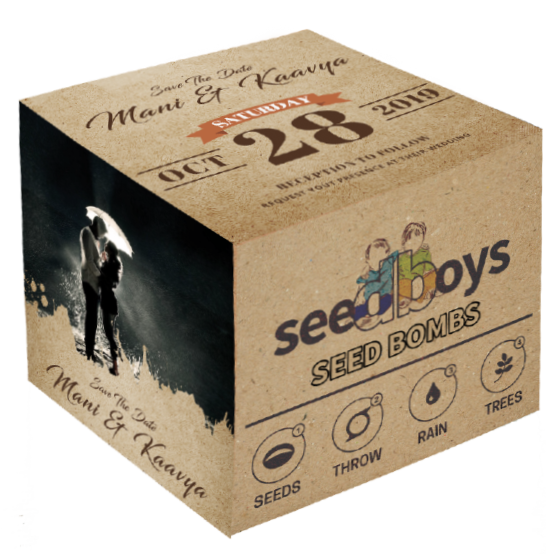 Save The Date
Mani & Kaavya
SATURDAY
OCT 28 2019
RECEPTION TO FOLLOW
REQUEST YOUT PRESENCE AT THEIR WEDDING
seedboys
SEED BOMBS
1 2 3 4
SEEDS THROW RAIN TREES
Save The Date
Mani & Kaavya